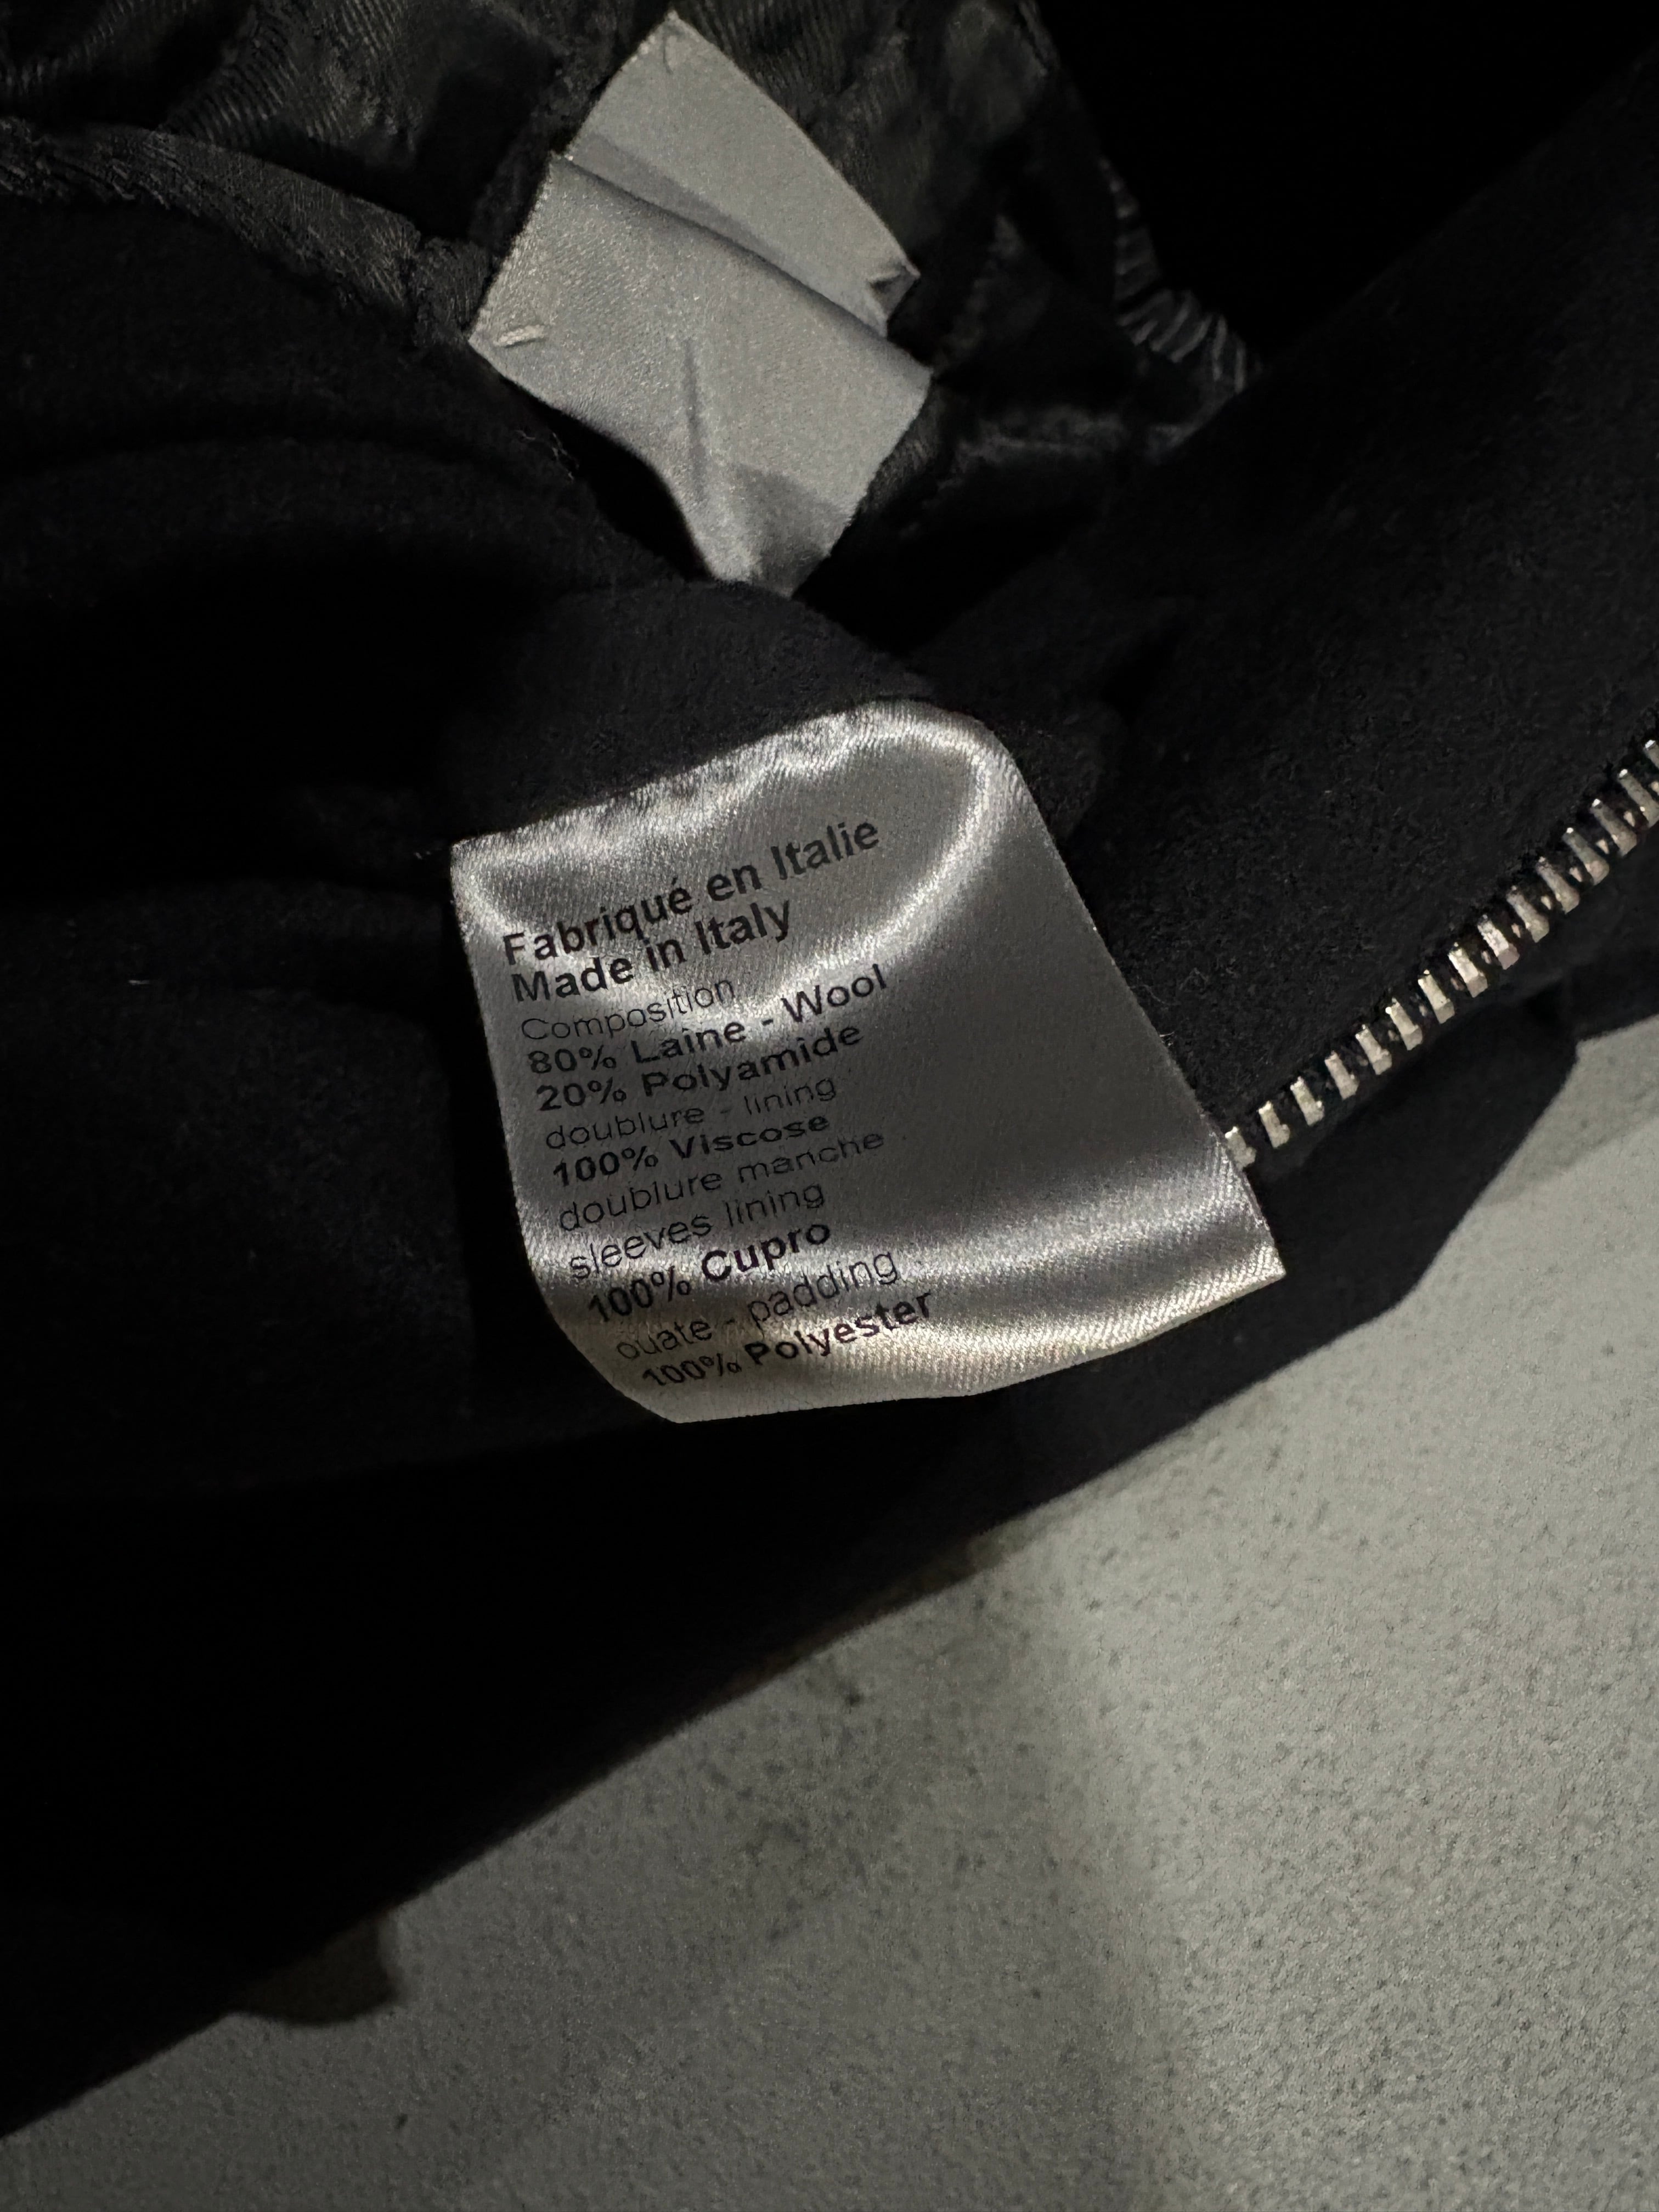 Fabriqué en Italie
Made in Italy
Composition
80% Laine - Wool
20% Polyamide
doublure - lining
100% Viscose
doublure manche
sleeves lining
100% Cupro
ouate - padding
100% Polyester